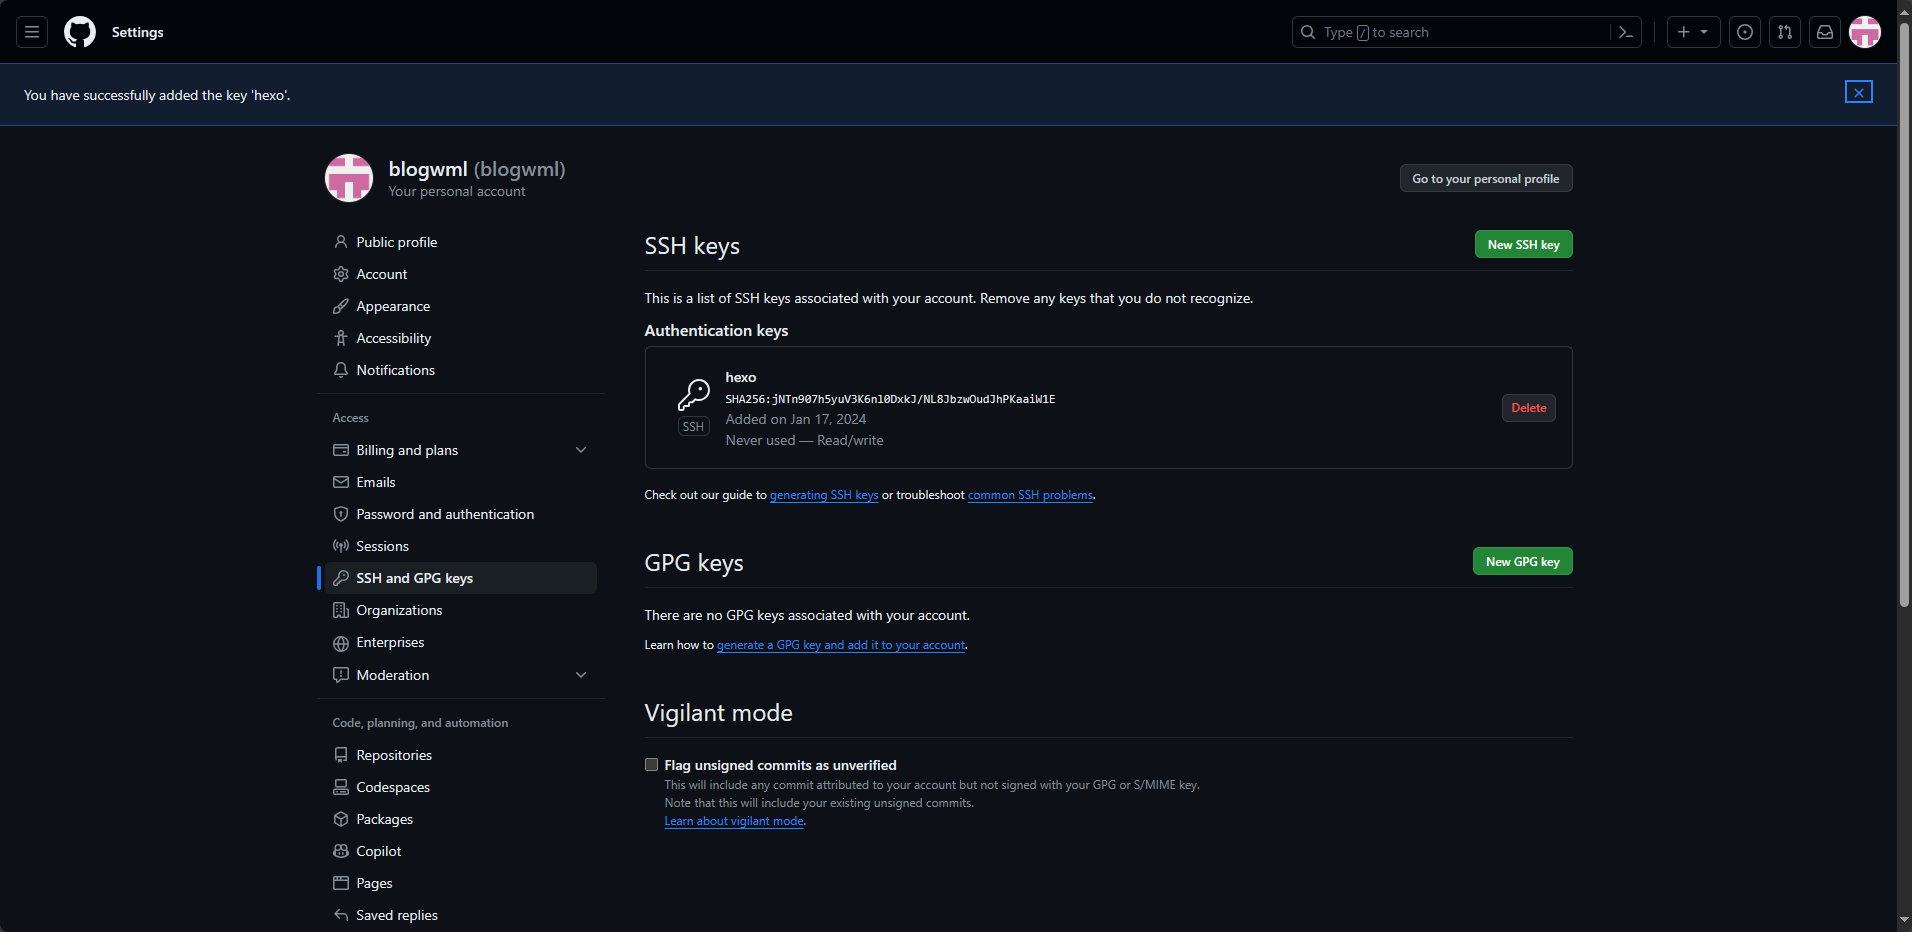 Settings
Type / to search
You have successfully added the key 'hexo'.
blogwml (blogwml)
Your personal account
Go to your personal profile
Public profile
Account
Appearance
Accessibility
Notifications
Access
Billing and plans
Emails
Password and authentication
Sessions
SSH and GPG keys
Organizations
Enterprises
Moderation
Code, planning, and automation
Repositories
Codespaces
Packages
Copilot
Pages
Saved replies
SSH keys
New SSH key
This is a list of SSH keys associated with your account. Remove any keys that you do not recognize.
Authentication keys
hexo
SHA256:jNTn907h5yuV3K6nl0DxkJ/NL8JbzwOudJhPKaaiW1E
SSH
Added on Jan 17, 2024
Never used — Read/write
Delete
Check out our guide to generating SSH keys or troubleshoot common SSH problems.
GPG keys
New GPG key
There are no GPG keys associated with your account.
Learn how to generate a GPG key and add it to your account.
Vigilant mode
Flag unsigned commits as unverified
This will include any commit attributed to your account but not signed with your GPG or S/MIME key.
Note that this will include your existing unsigned commits.
Learn about vigilant mode.